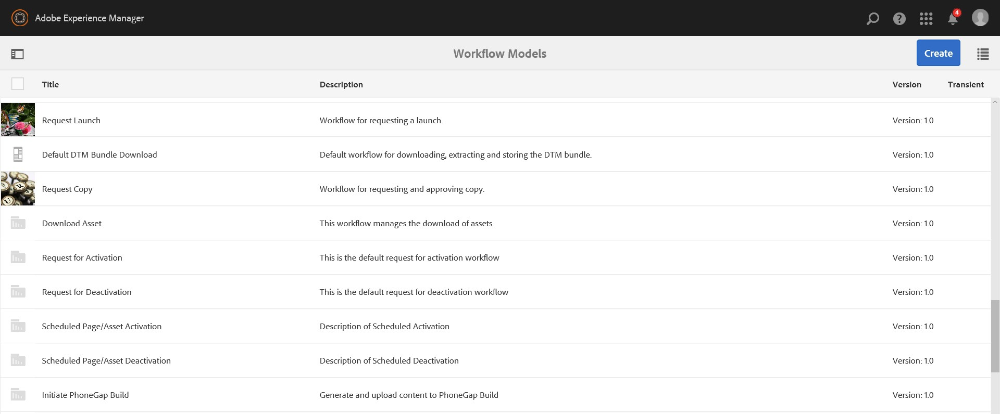 Adobe Experience Manager
4
Workflow Models
Create
Title Description Version Transient
Request Launch Workflow for requesting a launch. Version: 1.0
Default DTM Bundle Download Default workflow for downloading, extracting and storing the DTM bundle. Version: 1.0
Request Copy Workflow for requesting and approving copy. Version: 1.0
Download Asset This workflow manages the download of assets Version: 1.0
Request for Activation This is the default request for activation workflow Version: 1.0
Request for Deactivation This is the default request for deactivation workflow Version: 1.0
Scheduled Page/Asset Activation Description of Scheduled Activation Version: 1.0
Scheduled Page/Asset Deactivation Description of Scheduled Deactivation Version: 1.0
Initiate PhoneGap Build Generate and upload content to PhoneGap Build Version: 1.0